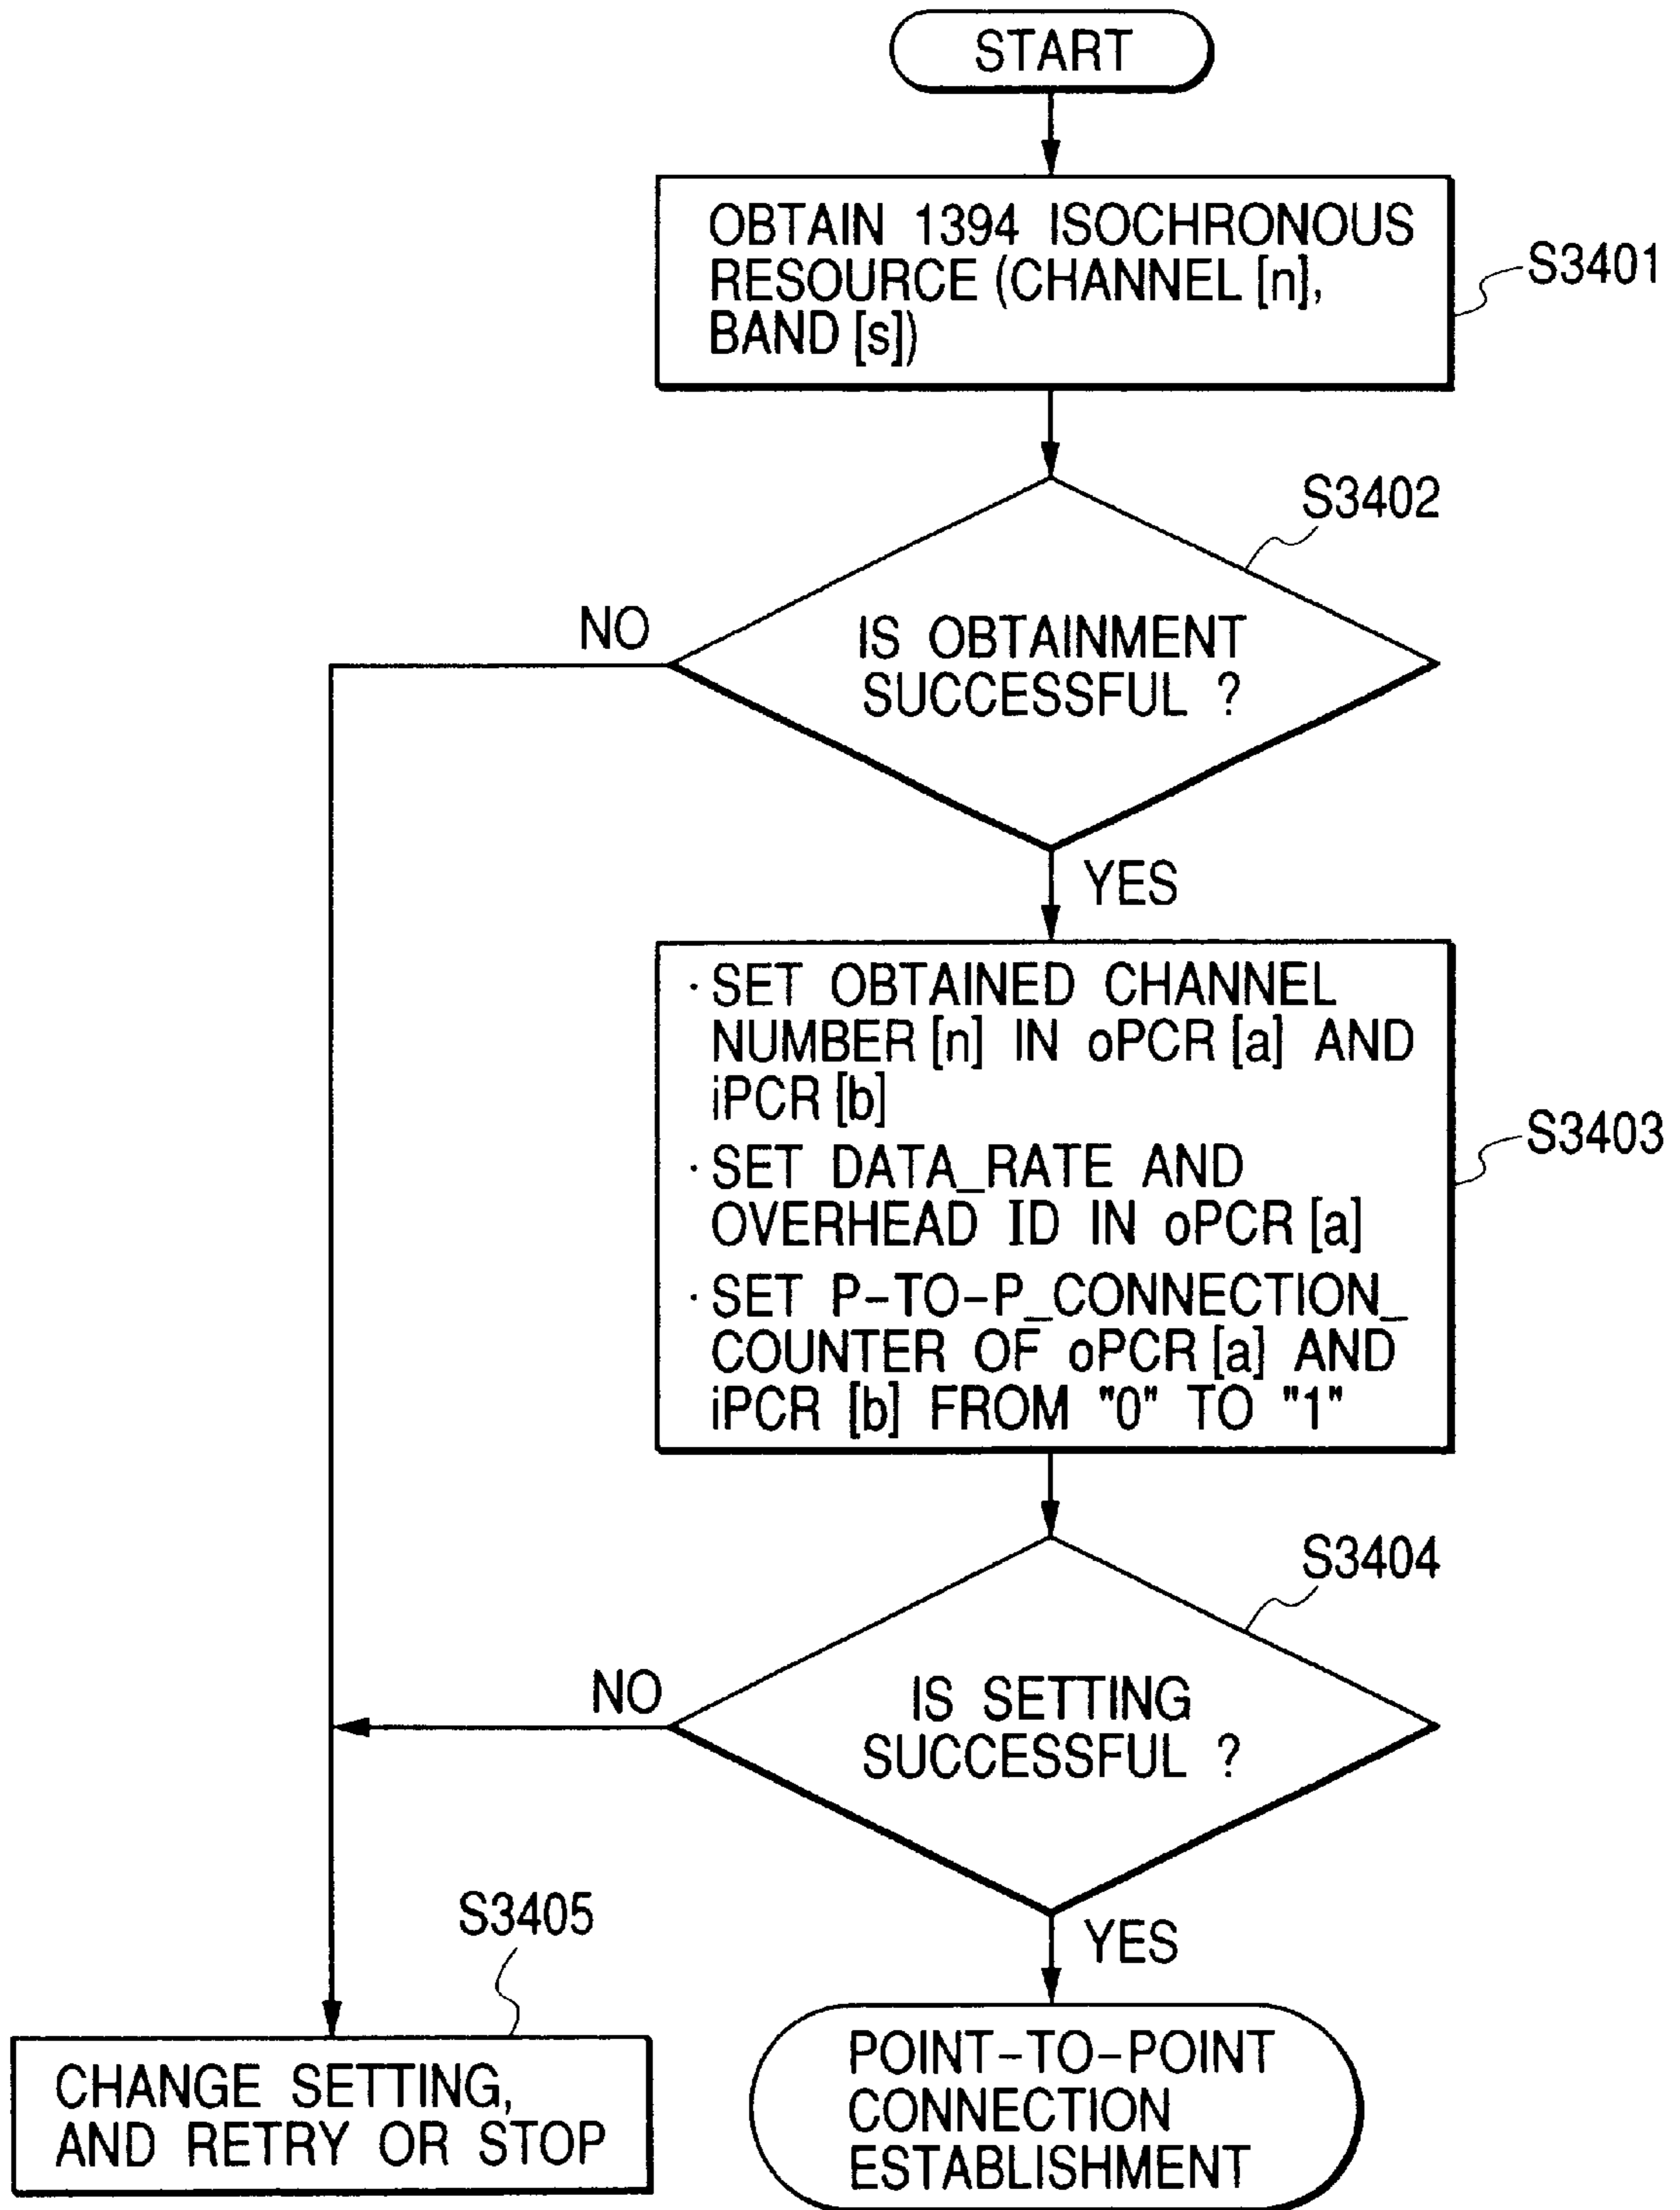 START
OBTAIN 1394 ISOCHRONOUS
RESOURCE (CHANNEL [n],
BAND [s])
S3401
S3402
NO
IS OBTAINMENT
SUCCESSFUL ?
YES
· SET OBTAINED CHANNEL
NUMBER [n] IN oPCR [a] AND
iPCR [b]
· SET DATA_RATE AND
OVERHEAD ID IN oPCR [a]
· SET P-TO-P_CONNECTION_
COUNTER OF oPCR [a] AND
iPCR [b] FROM "0" TO "1"
S3403
S3404
NO
IS SETTING
SUCCESSFUL ?
YES
S3405
CHANGE SETTING,
AND RETRY OR STOP
POINT-TO-POINT
CONNECTION
ESTABLISHMENT